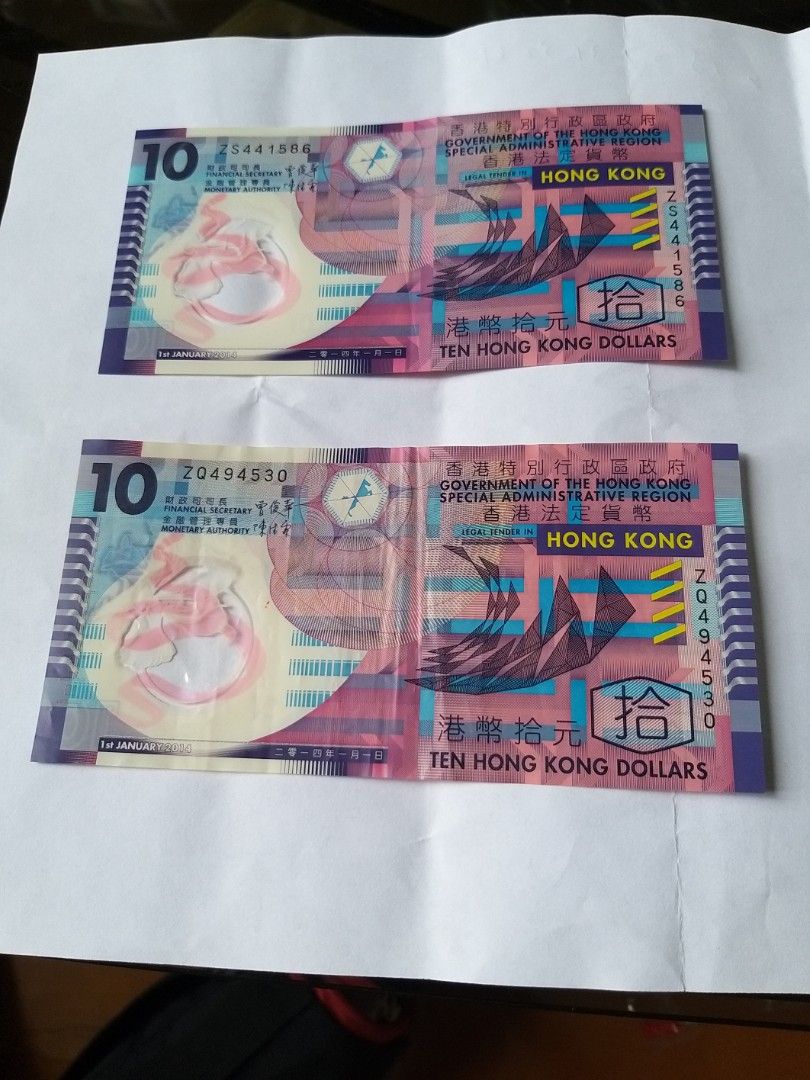 10
ZS441586
財政司司長
FINANCIAL SECRETARY
金融管理專員
MONETARY AUTHORITY
香港特別行政區政府
GOVERNMENT OF THE HONG KONG
SPECIAL ADMINISTRATIVE REGION
香港法定貨幣
LEGAL TENDER IN
HONG KONG
ZS441586
拾
港幣拾元
TEN HONG KONG DOLLARS
1st JANUARY 2014
二零一四年一月一日
10
ZQ494530
財政司司長
FINANCIAL SECRETARY
金融管理專員
MONETARY AUTHORITY
香港特別行政區政府
GOVERNMENT OF THE HONG KONG
SPECIAL ADMINISTRATIVE REGION
香港法定貨幣
LEGAL TENDER IN
HONG KONG
ZQ494530
拾
港幣拾元
TEN HONG KONG DOLLARS
1st JANUARY 2014
二零一四年一月一日